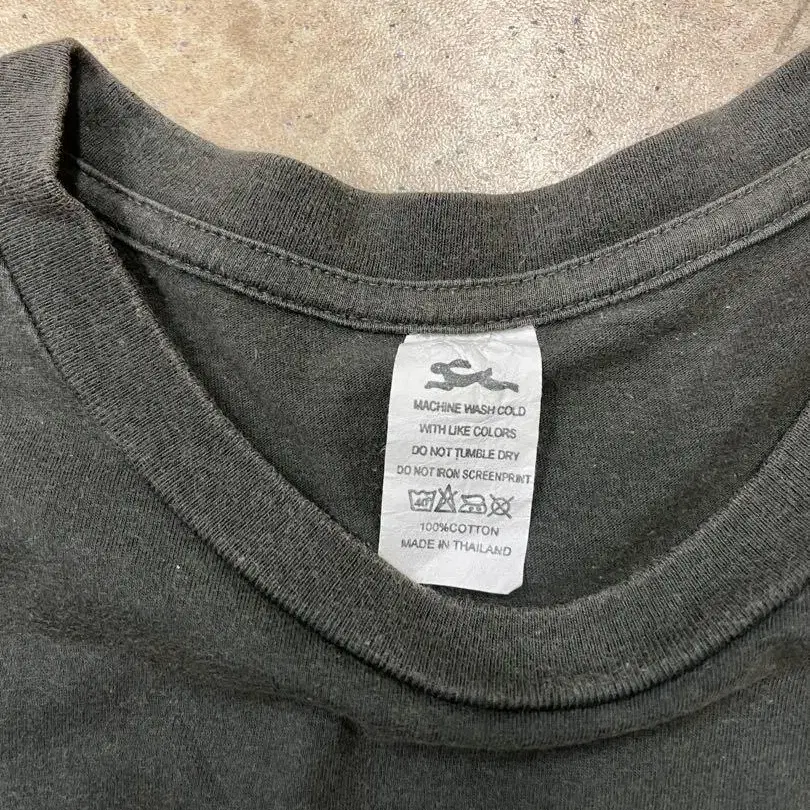 MACHINE WASH COLD
WITH LIKE COLORS
DO NOT TUMBLE DRY
DO NOT IRON SCREENPRINT
40
100%COTTON
MADE IN THAILAND